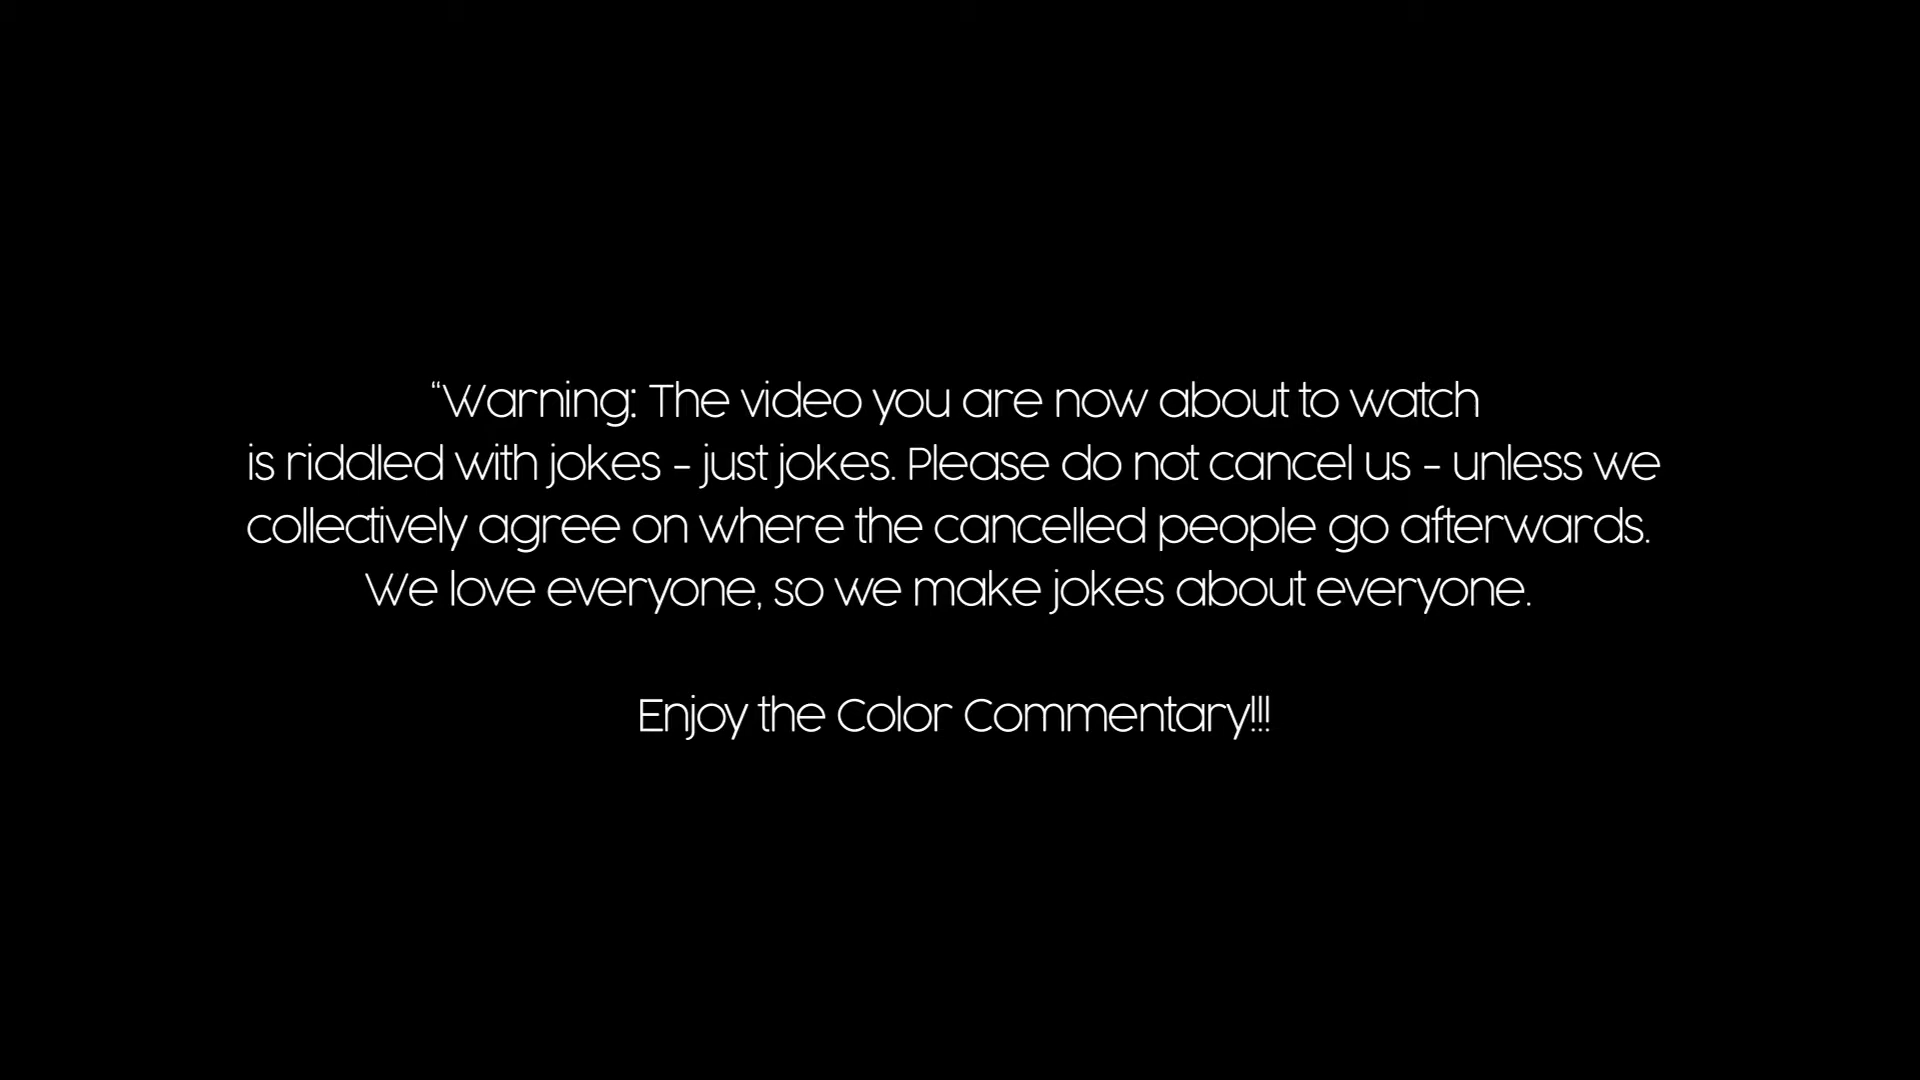 “Warning: The video you are now about to watch
is riddled with jokes - just jokes. Please do not cancel us - unless we
collectively agree on where the cancelled people go afterwards.
We love everyone, so we make jokes about everyone.
Enjoy the Color Commentary!!!